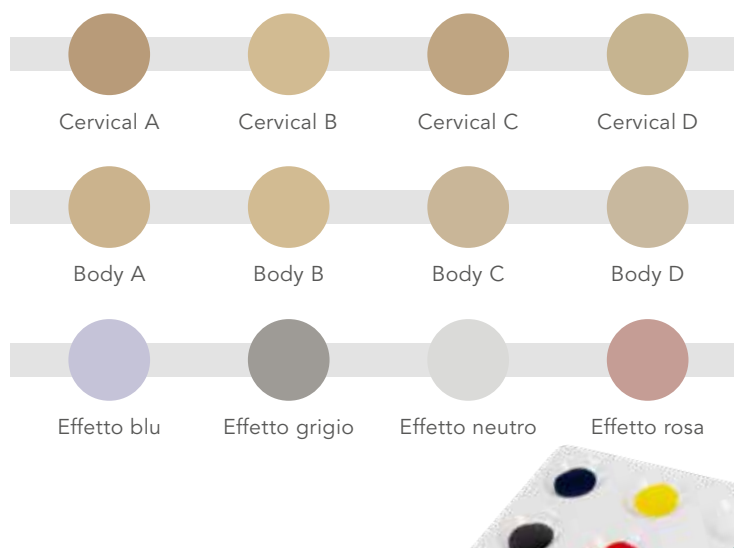 Cervical A Cervical B Cervical C Cervical D
Body A Body B Body C Body D
Effetto blu Effetto grigio Effetto neutro Effetto rosa